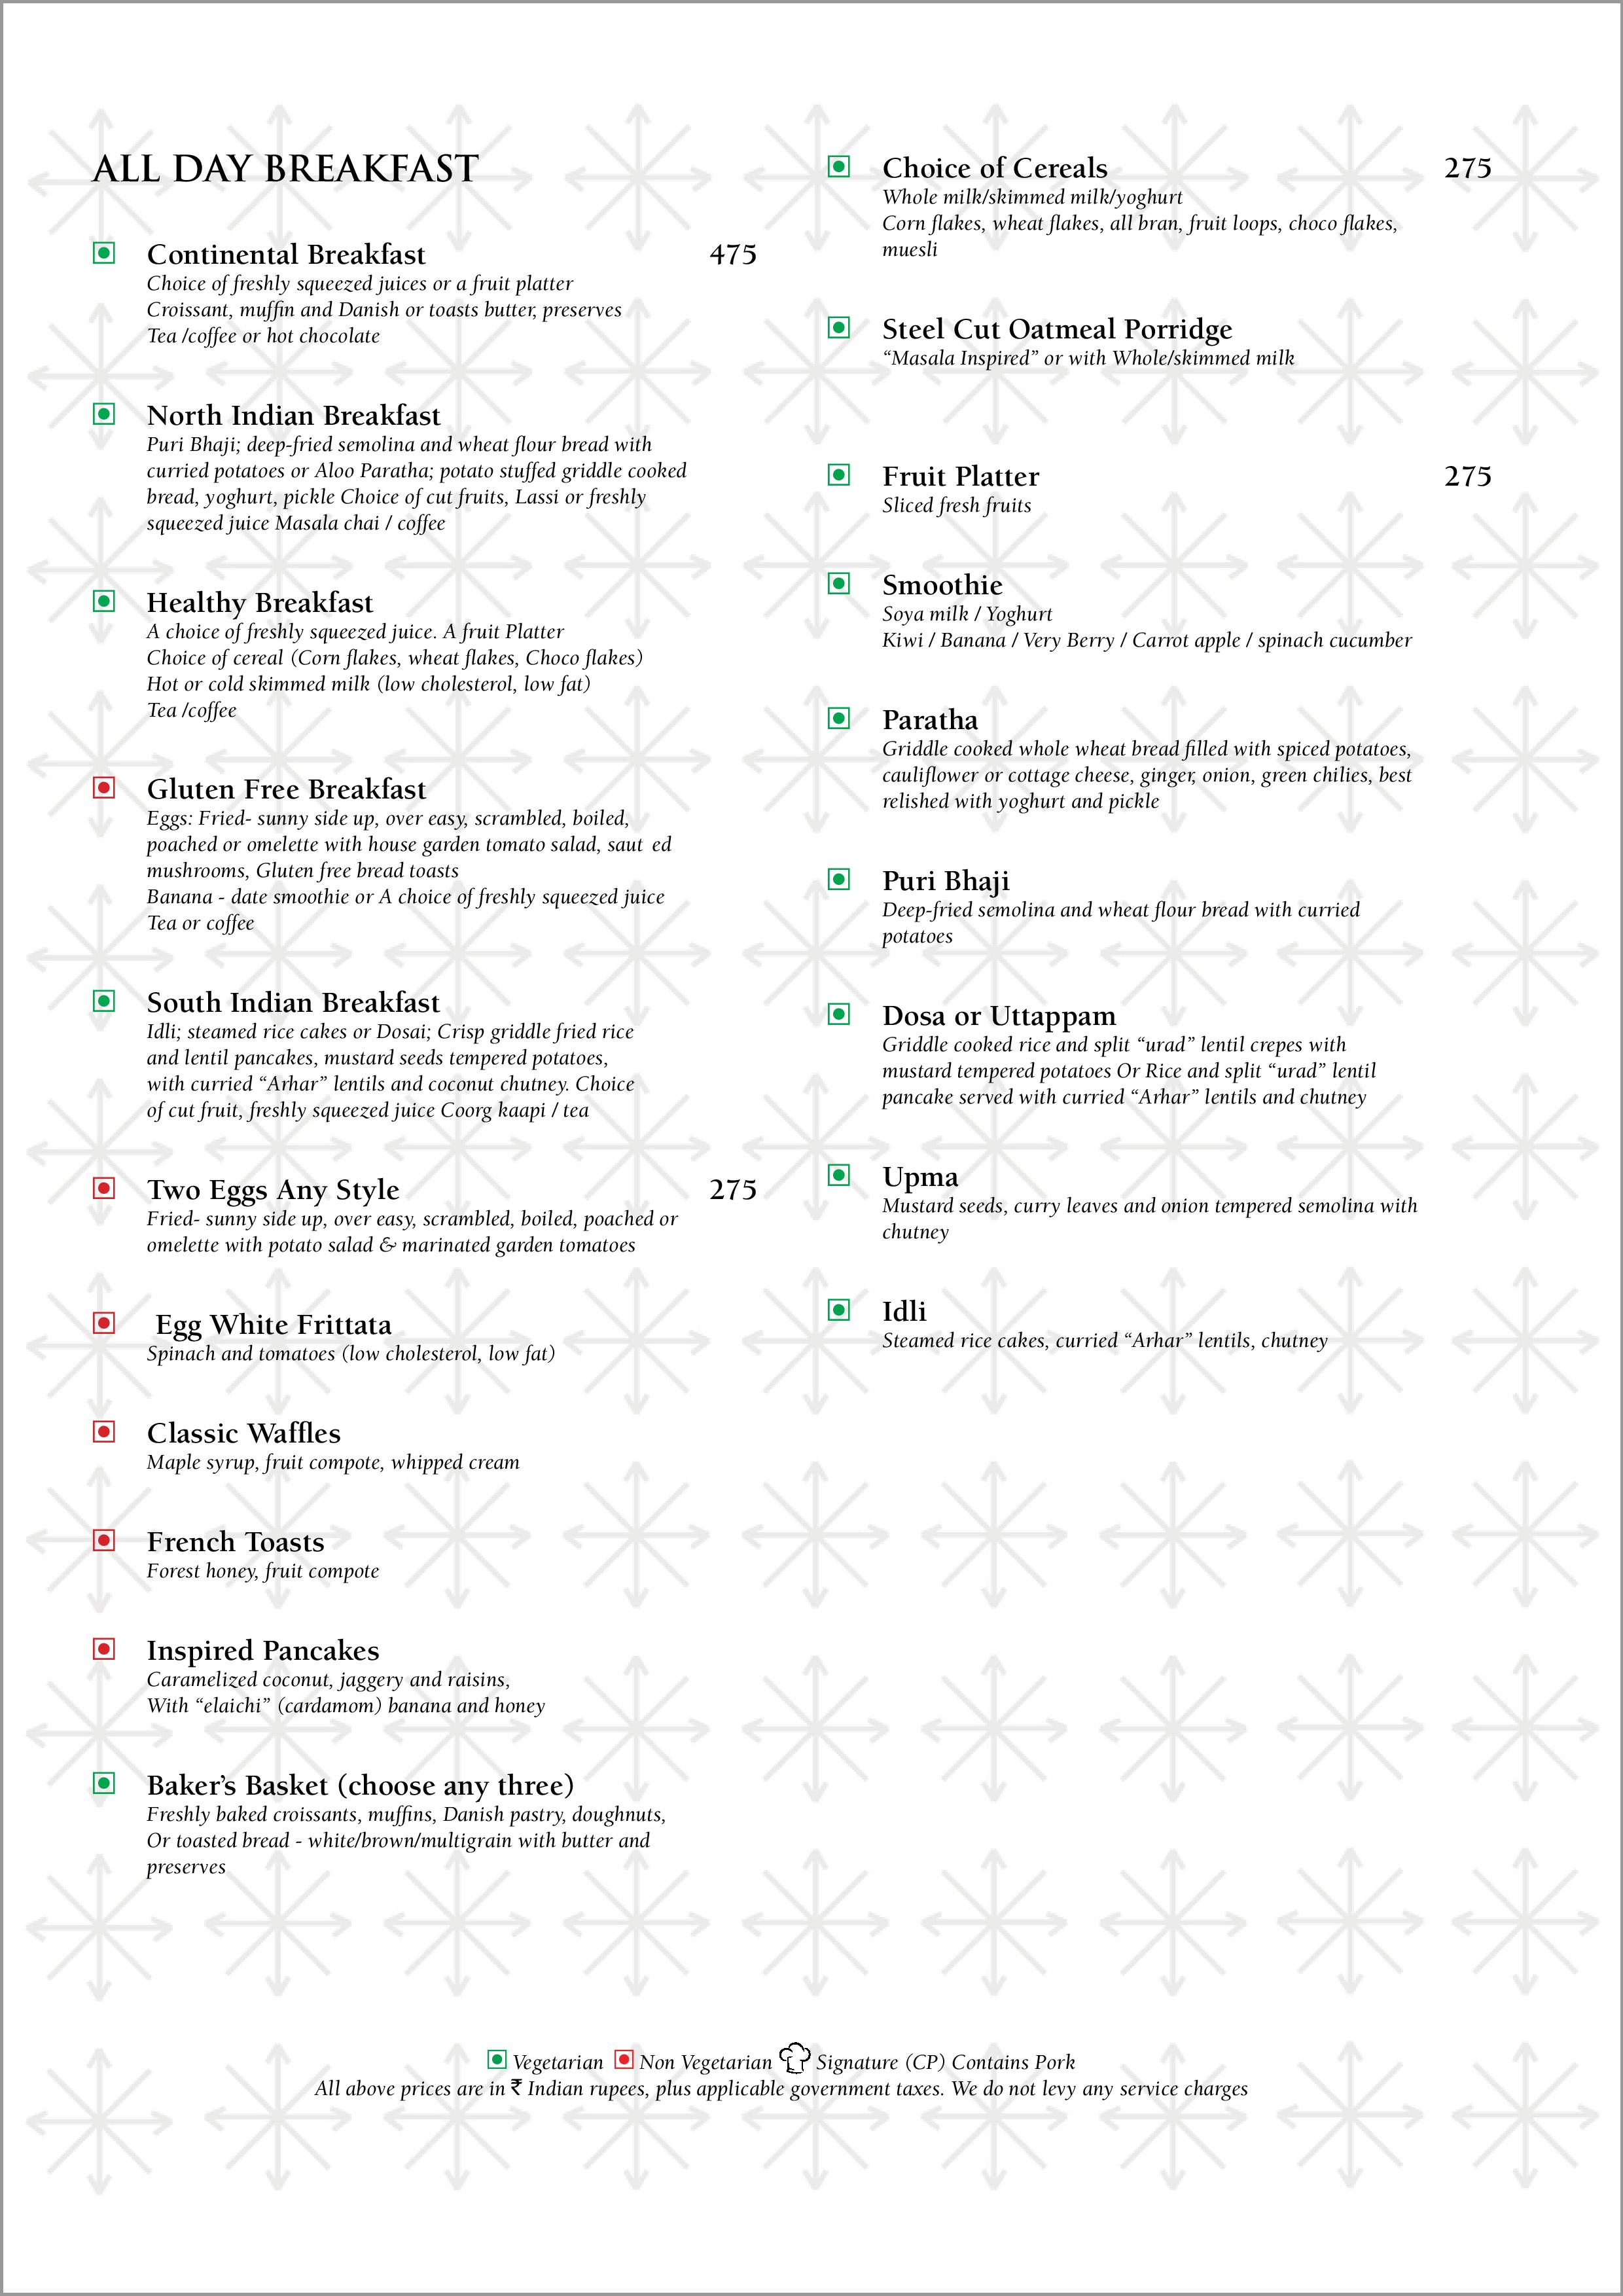 ALL DAY BREAKFAST
Continental Breakfast 475
Choice of freshly squeezed juices or a fruit platter
Croissant, muffin and Danish or toasts butter, preserves
Tea /coffee or hot chocolate
North Indian Breakfast
Puri Bhaji; deep-fried semolina and wheat flour bread with
curried potatoes or Aloo Paratha; potato stuffed griddle cooked
bread, yoghurt, pickle Choice of cut fruits, Lassi or freshly
squeezed juice Masala chai / coffee
Healthy Breakfast
A choice of freshly squeezed juice. A fruit Platter
Choice of cereal (Corn flakes, wheat flakes, Choco flakes)
Hot or cold skimmed milk (low cholesterol, low fat)
Tea /coffee
Gluten Free Breakfast
Eggs: Fried- sunny side up, over easy, scrambled, boiled,
poached or omelette with house garden tomato salad, saut ed
mushrooms, Gluten free bread toasts
Banana - date smoothie or A choice of freshly squeezed juice
Tea or coffee
South Indian Breakfast
Idli; steamed rice cakes or Dosai; Crisp griddle fried rice
and lentil pancakes, mustard seeds tempered potatoes,
with curried “Arhar” lentils and coconut chutney. Choice
of cut fruit, freshly squeezed juice Coorg kaapi / tea
Two Eggs Any Style 275
Fried- sunny side up, over easy, scrambled, boiled, poached or
omelette with potato salad & marinated garden tomatoes
Egg White Frittata
Spinach and tomatoes (low cholesterol, low fat)
Classic Waffles
Maple syrup, fruit compote, whipped cream
French Toasts
Forest honey, fruit compote
Inspired Pancakes
Caramelized coconut, jaggery and raisins,
With “elaichi” (cardamom) banana and honey
Baker’s Basket (choose any three)
Freshly baked croissants, muffins, Danish pastry, doughnuts,
Or toasted bread - white/brown/multigrain with butter and
preserves
Choice of Cereals 275
Whole milk/skimmed milk/yoghurt
Corn flakes, wheat flakes, all bran, fruit loops, choco flakes,
muesli
Steel Cut Oatmeal Porridge
“Masala Inspired” or with Whole/skimmed milk
Fruit Platter 275
Sliced fresh fruits
Smoothie
Soya milk / Yoghurt
Kiwi / Banana / Very Berry / Carrot apple / spinach cucumber
Paratha
Griddle cooked whole wheat bread filled with spiced potatoes,
cauliflower or cottage cheese, ginger, onion, green chilies, best
relished with yoghurt and pickle
Puri Bhaji
Deep-fried semolina and wheat flour bread with curried
potatoes
Dosa or Uttappam
Griddle cooked rice and split “urad” lentil crepes with
mustard tempered potatoes Or Rice and split “urad” lentil
pancake served with curried “Arhar” lentils and chutney
Upma
Mustard seeds, curry leaves and onion tempered semolina with
chutney
Idli
Steamed rice cakes, curried “Arhar” lentils, chutney
Vegetarian Non Vegetarian Signature (CP) Contains Pork
All above prices are in ₹ Indian rupees, plus applicable government taxes. We do not levy any service charges